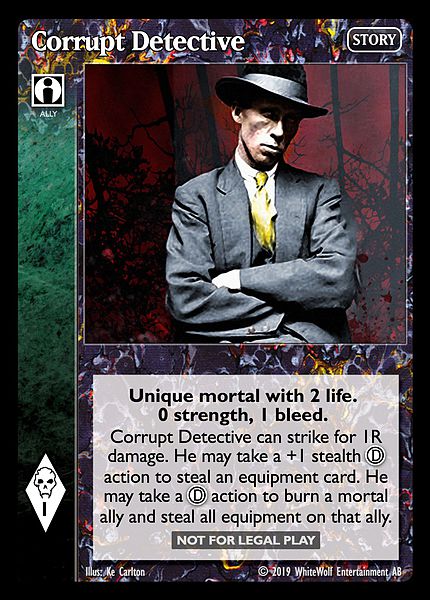 Corrupt Detective
STORY
ALLY
Unique mortal with 2 life.
0 strength, 1 bleed.
Corrupt Detective can strike for 1R
damage. He may take a +1 stealth Ⓓ
action to steal an equipment card. He
may take a Ⓓ action to burn a mortal
ally and steal all equipment on that ally.
NOT FOR LEGAL PLAY
1
Illus: Ke Carlton
© 2019 WhiteWolf Entertainment AB